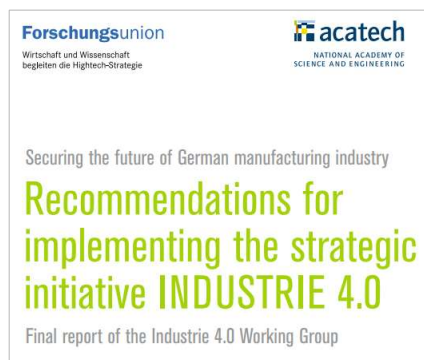 Forschungsunion
Wirtschaft und Wissenschaft
begleiten die Hightech-Strategie
acatech
NATIONAL ACADEMY OF
SCIENCE AND ENGINEERING
Securing the future of German manufacturing industry
Recommendations for
implementing the strategic
initiative INDUSTRIE 4.0
Final report of the Industrie 4.0 Working Group